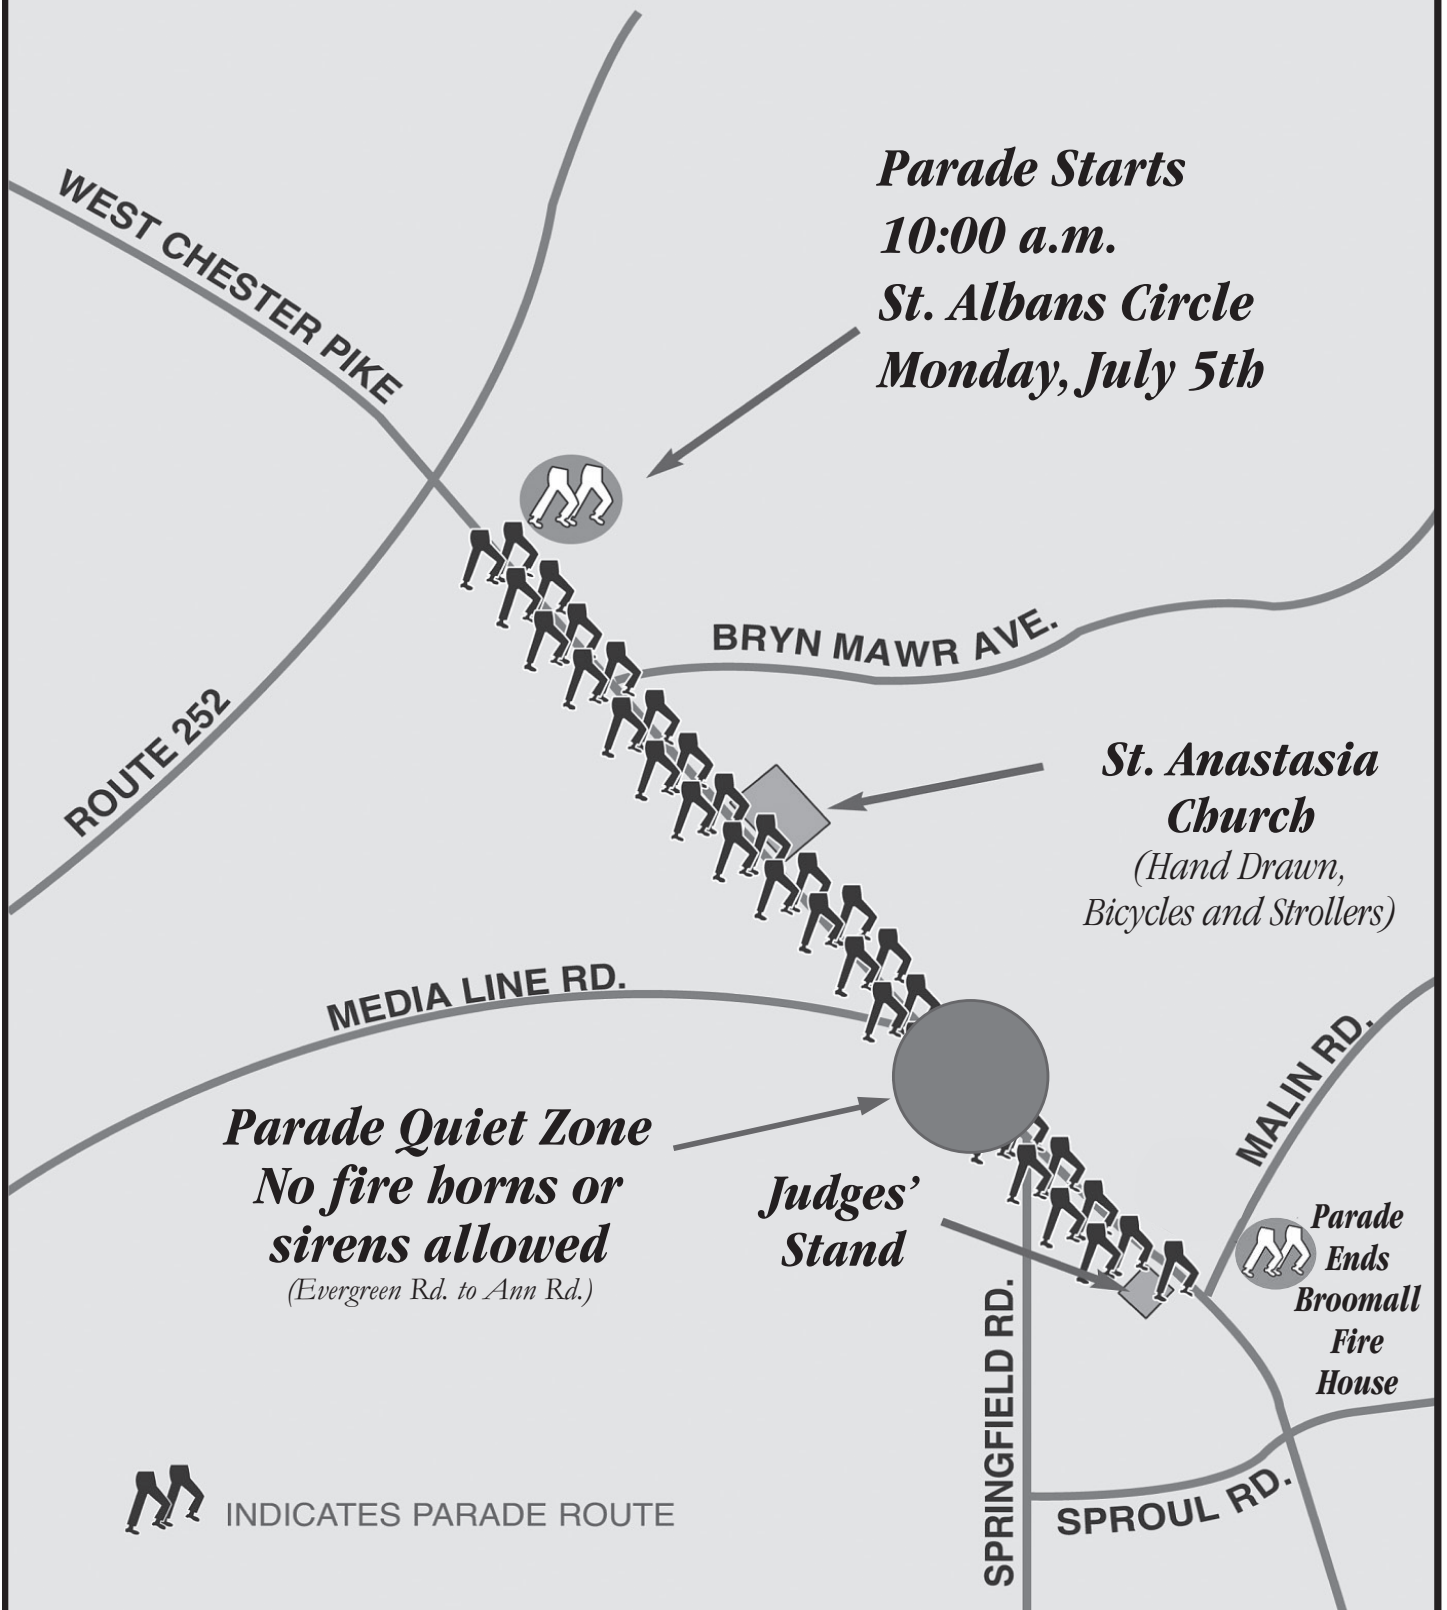 WEST CHESTER PIKE
Parade Starts
10:00 a.m.
St. Albans Circle
Monday, July 5th
BRYN MAWR AVE.
ROUTE 252
St. Anastasia
Church
(Hand Drawn,
Bicycles and Strollers)
MEDIA LINE RD.
MALIN RD.
Parade Quiet Zone
No fire horns or
sirens allowed
(Evergreen Rd. to Ann Rd.)
Judges’
Stand
Parade
Ends
Broomall
Fire
House
SPRINGFIELD RD.
SPROUL RD.
INDICATES PARADE ROUTE